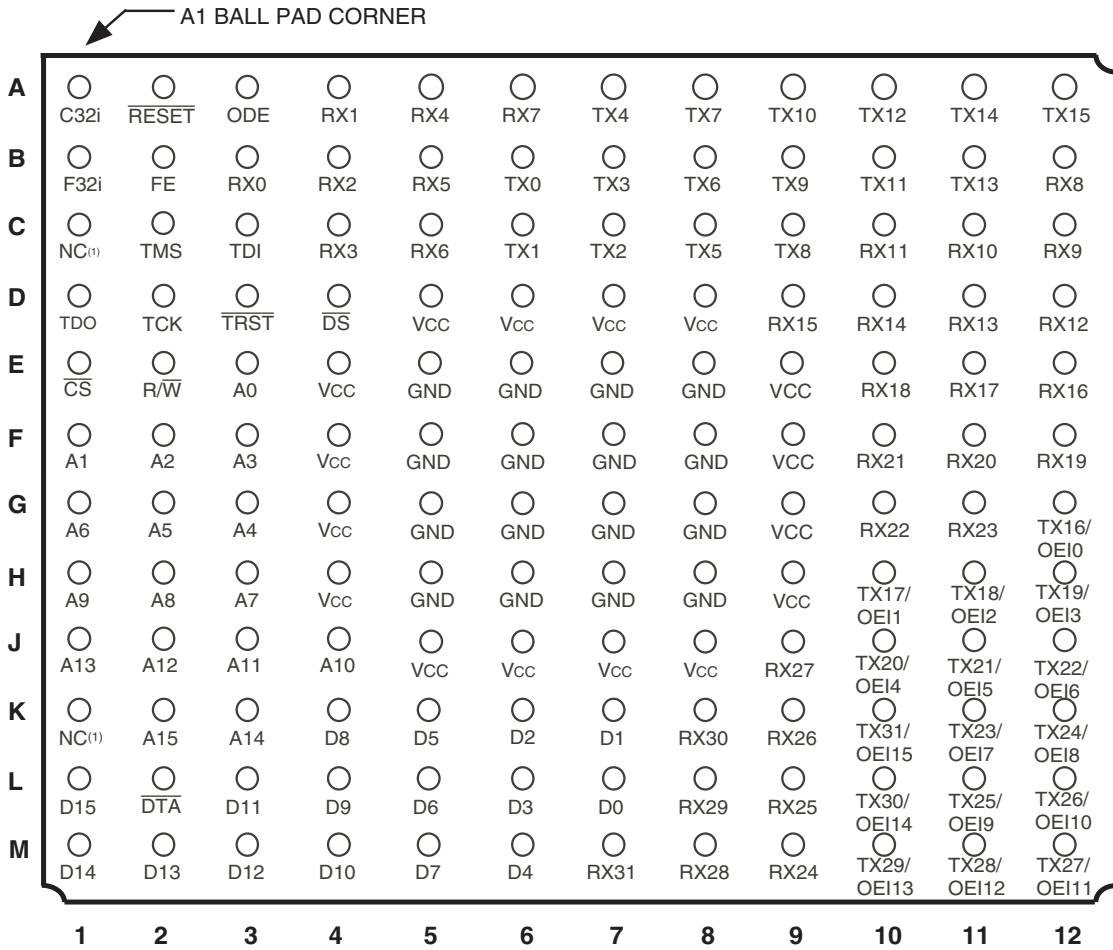 A1 BALL PAD CORNER
A
C32i RESET ODE RX1 RX4 RX7 TX4 TX7 TX10 TX12 TX14 TX15
B
F32i FE RX0 RX2 RX5 TX0 TX3 TX6 TX9 TX11 TX13 RX8
C
NC(1) TMS TDI RX3 RX6 TX1 TX2 TX5 TX8 RX11 RX10 RX9
D
TDO TCK TRST DS VCC VCC VCC VCC RX15 RX14 RX13 RX12
E
CS R/W A0 VCC GND GND GND GND VCC RX18 RX17 RX16
F
A1 A2 A3 VCC GND GND GND GND VCC RX21 RX20 RX19
G
A6 A5 A4 VCC GND GND GND GND VCC RX22 RX23 TX16/
OEI0
H
A9 A8 A7 VCC GND GND GND GND VCC TX17/ TX18/ TX19/
OEI1 OEI2 OEI3
J
A13 A12 A11 A10 VCC VCC VCC VCC RX27 TX20/ TX21/ TX22/
OEI4 OEI5 OEI6
K
NC(1) A15 A14 D8 D5 D2 D1 RX30 RX26 TX31/ TX23/ TX24/
OEI15 OEI7 OEI8
L
D15 DTA D11 D9 D6 D3 D0 RX29 RX25 TX30/ TX25/ TX26/
OEI14 OEI9 OEI10
M
D14 D13 D12 D10 D7 D4 RX31 RX28 RX24 TX29/ TX28/ TX27/
OEI13 OEI12 OEI11
1 2 3 4 5 6 7 8 9 10 11 12